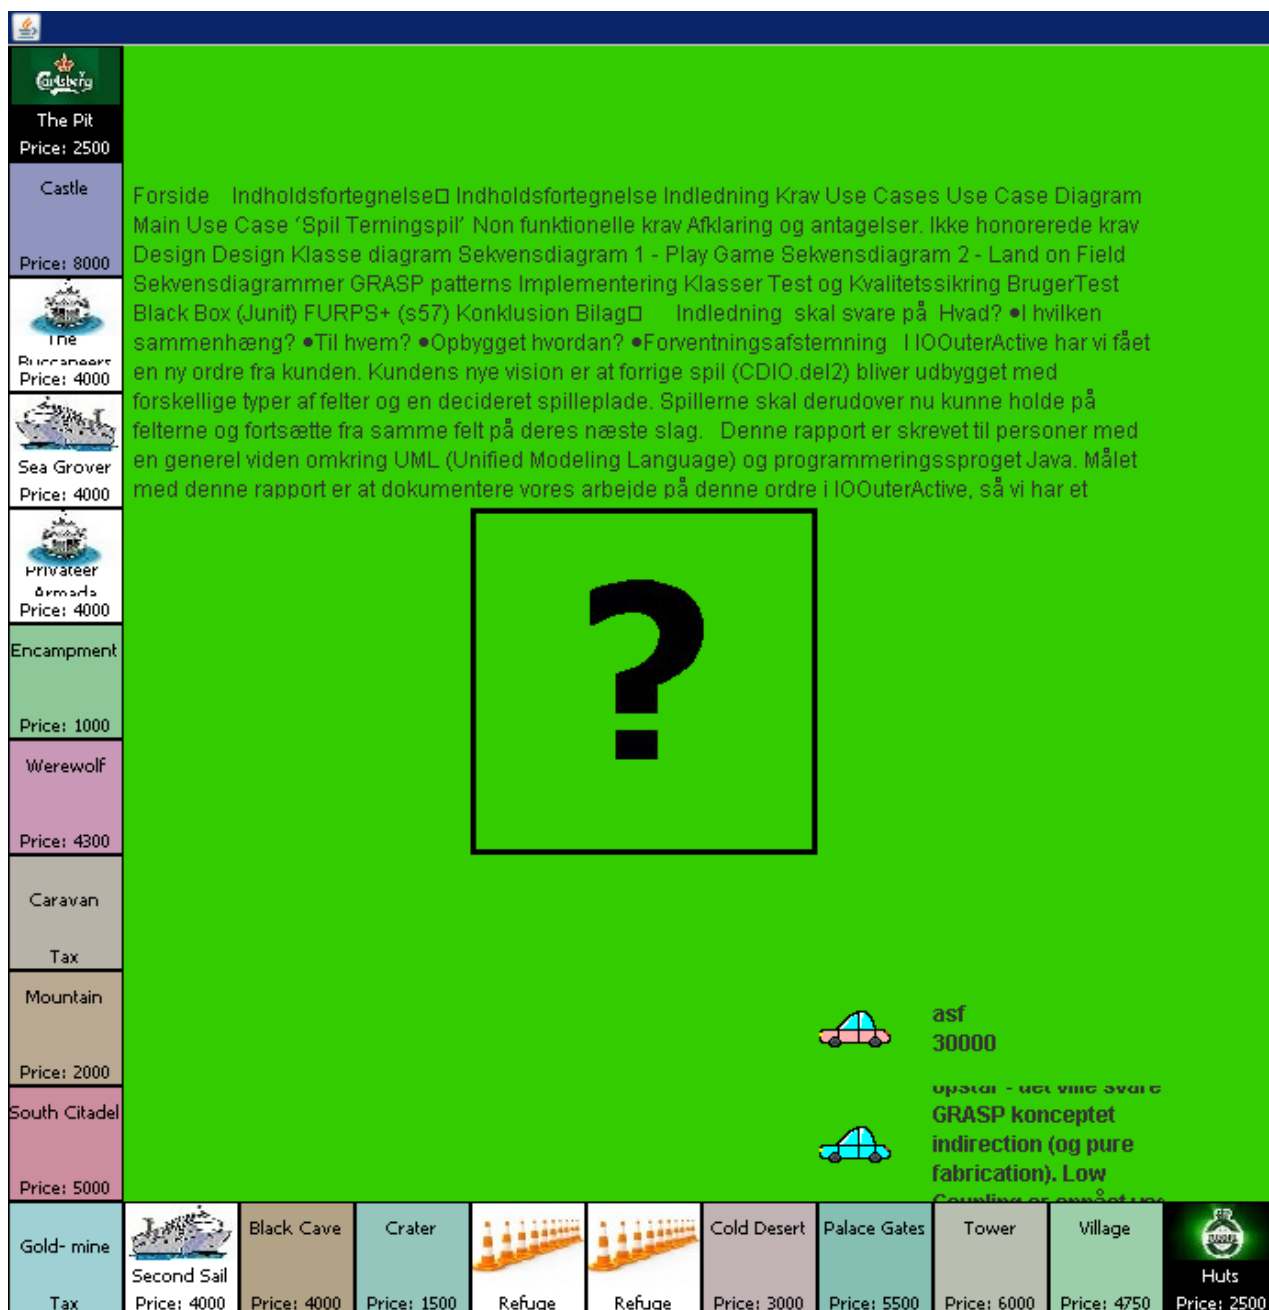 Carlsberg
The Pit
Price: 2500
Castle
Price: 8000
The
Buccaneers
Price: 4000
Sea Grover
Price: 4000
Privateer
Armada
Price: 4000
Encampment
Price: 1000
Werewolf
Price: 4300
Caravan
Tax
Mountain
Price: 2000
South Citadel
Price: 5000
Forside Indholdsfortegnelse□ Indholdsfortegnelse Indledning Krav Use Cases Use Case Diagram
Main Use Case ‘Spil Terningspil’ Non funktionelle krav Afklaring og antagelser. Ikke honorerede krav
Design Design Klasse diagram Sekvensdiagram 1 - Play Game Sekvensdiagram 2 - Land on Field
Sekvensdiagrammer GRASP patterns Implementering Klasser Test og Kvalitetssikring BrugerTest
Black Box (Junit) FURPS+ (s57) Konklusion Bilag□ Indledning skal svare på Hvad? ●I hvilken
sammenhæng? ●Til hvem? ●Opbygget hvordan? ●Forventningsafstemning I IOOuterActive har vi fået
en ny ordre fra kunden. Kundens nye vision er at forrige spil (CDIO.del2) bliver udbygget med
forskellige typer af felter og en decideret spilleplade. Spillerne skal derudover nu kunne holde på
felterne og fortsætte fra samme felt på deres næste slag. Denne rapport er skrevet til personer med
en generel viden omkring UML (Unified Modeling Language) og programmeringssproget Java. Målet
med denne rapport er at dokumentere vores arbejde på denne ordre i IOOuterActive, så vi har et
?
asf
30000
opstår - det ville svare
GRASP konceptet
indirection (og pure
fabrication). Low
Coupling er opnået
Gold- mine
Tax
Second Sail
Price: 4000
Black Cave
Price: 4000
Crater
Price: 1500
Refuge
Refuge
Cold Desert
Price: 3000
Palace Gates
Price: 5500
Tower
Price: 6000
Village
Price: 4750
Huts
Price: 2500